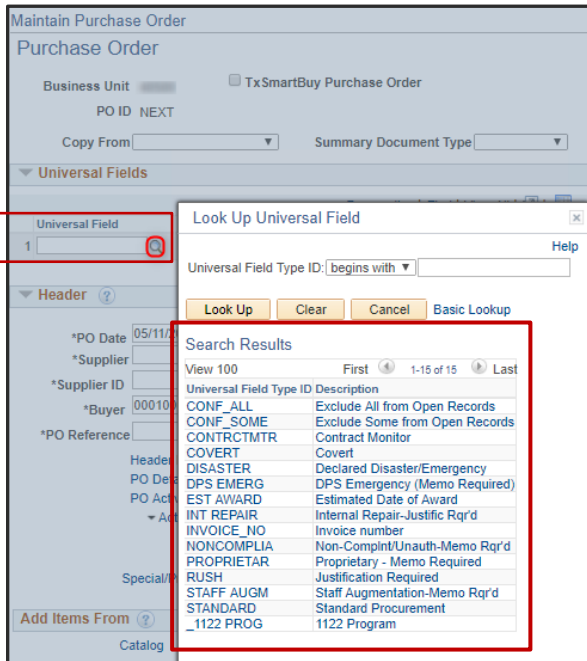 Maintain Purchase Order
Purchase Order
Business Unit
TxSmartBuy Purchase Order
PO ID NEXT
Copy From
Summary Document Type
Universal Fields
Universal Field
1
Header
*PO Date 05/11/2
*Supplier
*Supplier ID
*Buyer 000100
*PO Reference
Header
PO Deta
PO Activ
Act
Special/P
Add Items From
Catalog
Look Up Universal Field
Help
Universal Field Type ID: begins with
Look Up Clear Cancel Basic Lookup
Search Results
View 100 First 1-15 of 15 Last
Universal Field Type ID Description
CONF_ALL Exclude All from Open Records
CONF_SOME Exclude Some from Open Records
CONTRCTMTR Contract Monitor
COVERT Covert
DISASTER Declared Disaster/Emergency
DPS EMERG DPS Emergency (Memo Required)
EST AWARD Estimated Date of Award
INT REPAIR Internal Repair-Justific Rqr'd
INVOICE_NO Invoice number
NONCOMPLIA Non-Complnt/Unauth-Memo Rqr'd
PROPRIETAR Proprietary - Memo Required
RUSH Justification Required
STAFF AUGM Staff Augmentation-Memo Rqr'd
STANDARD Standard Procurement
_1122 PROG 1122 Program